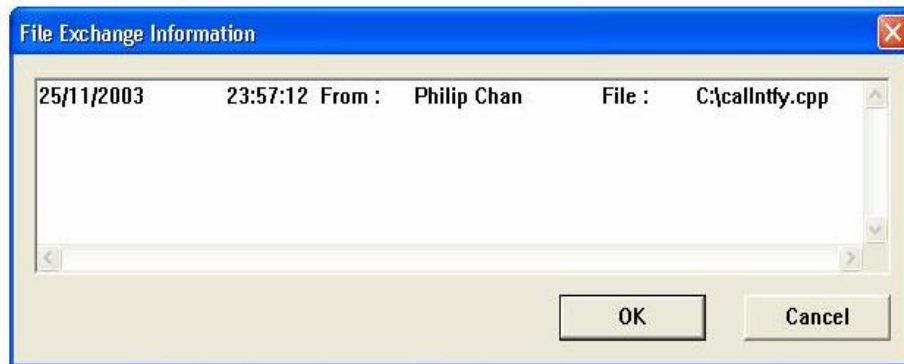 File Exchange Information
25/11/2003 23:57:12 From : Philip Chan File : C:\callntfy.cpp
OK Cancel